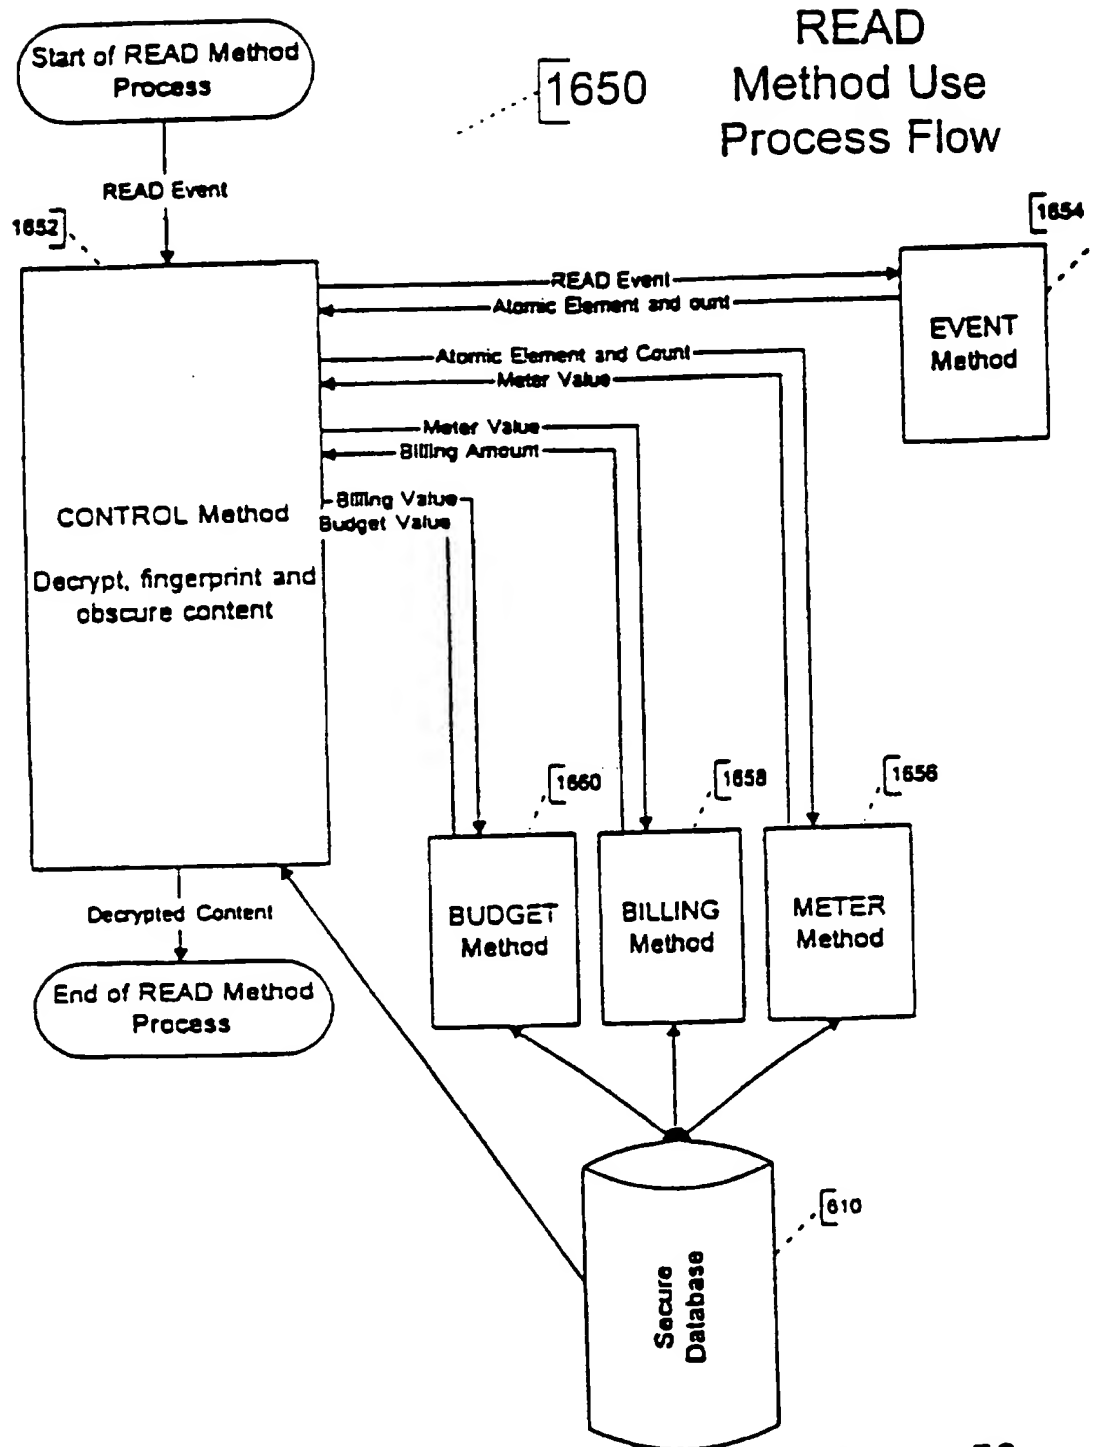 READ
Method Use
Process Flow
1650
Start of READ Method
Process
READ Event
1652
1654
READ Event
Atomic Element and ount
EVENT
Method
Atomic Element and Count
Meter Value
Meter Value
Billing Amount
Billing Value
Budget Value
CONTROL Method
Decrypt, fingerprint and
obscure content
1660
1658
1656
BUDGET
Method
BILLING
Method
METER
Method
Decrypted Content
End of READ Method
Process
610
Secure
Database